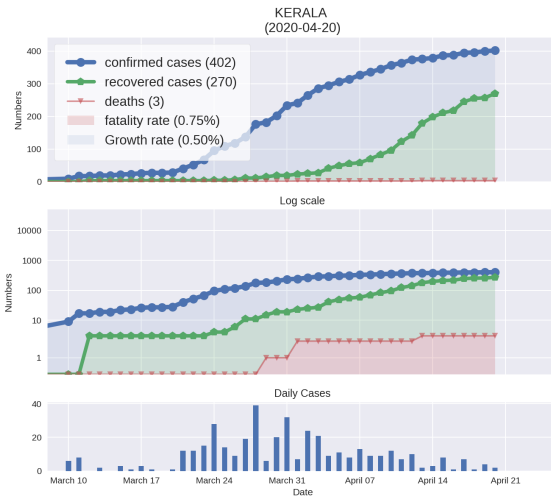 KERALA
(2020-04-20)
Numbers
400
300
200
100
0
confirmed cases (402)
recovered cases (270)
deaths (3)
fatality rate (0.75%)
Growth rate (0.50%)
Log scale
Numbers
10000
1000
100
10
1
Daily Cases
40
20
0
March 10 March 17 March 24 March 31 April 07 April 14 April 21
Date